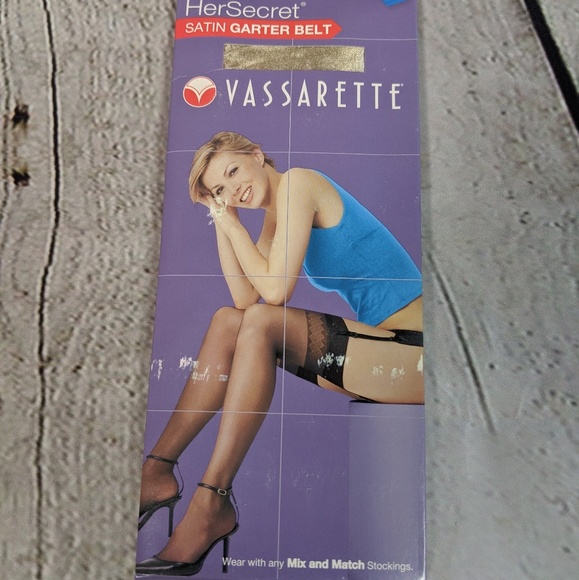 HerSecret®
SATIN GARTER BELT
VASSARETTE
Wear with any Mix and Match Stockings.